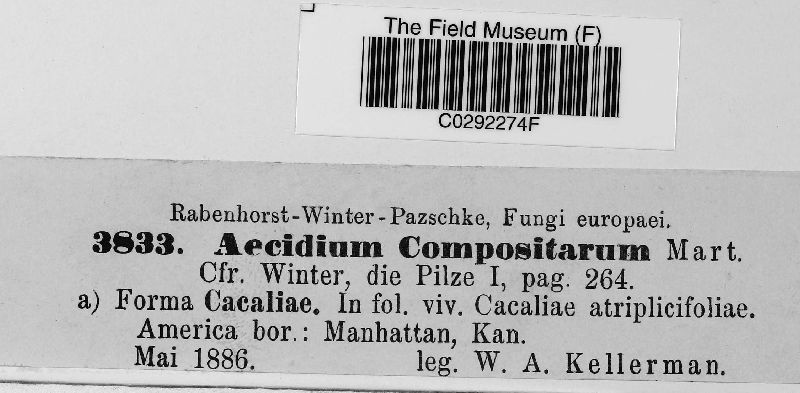 The Field Museum (F)
C0292274F
Rabenhorst-Winter-Pazschke, Fungi europaei.
3833. Aecidium Compositarum Mart.
Cfr. Winter, die Pilze I, pag. 264.
a) Forma Cacaliae. In fol. viv. Cacaliae atriplicifoliae.
America bor.: Manhattan, Kan.
Mai 1886. leg. W. A. Kellerman.